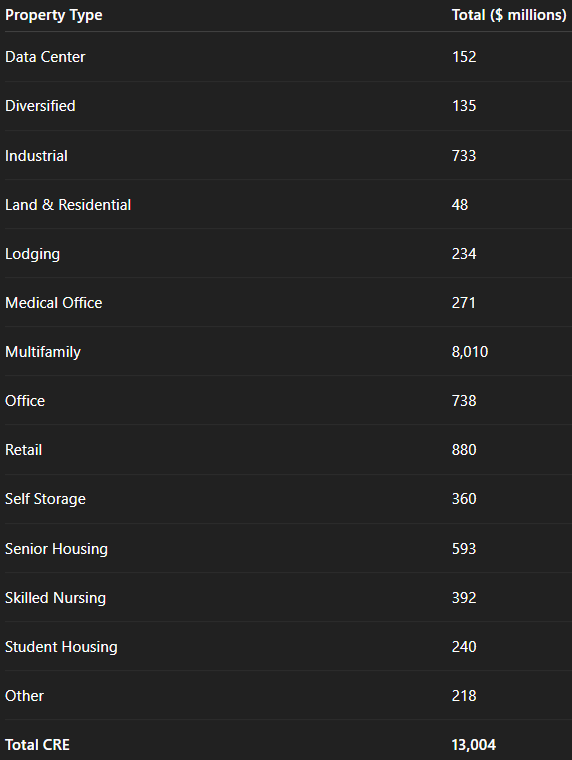 Property Type Total ($ millions)
Data Center 152
Diversified 135
Industrial 733
Land & Residential 48
Lodging 234
Medical Office 271
Multifamily 8,010
Office 738
Retail 880
Self Storage 360
Senior Housing 593
Skilled Nursing 392
Student Housing 240
Other 218
Total CRE 13,004